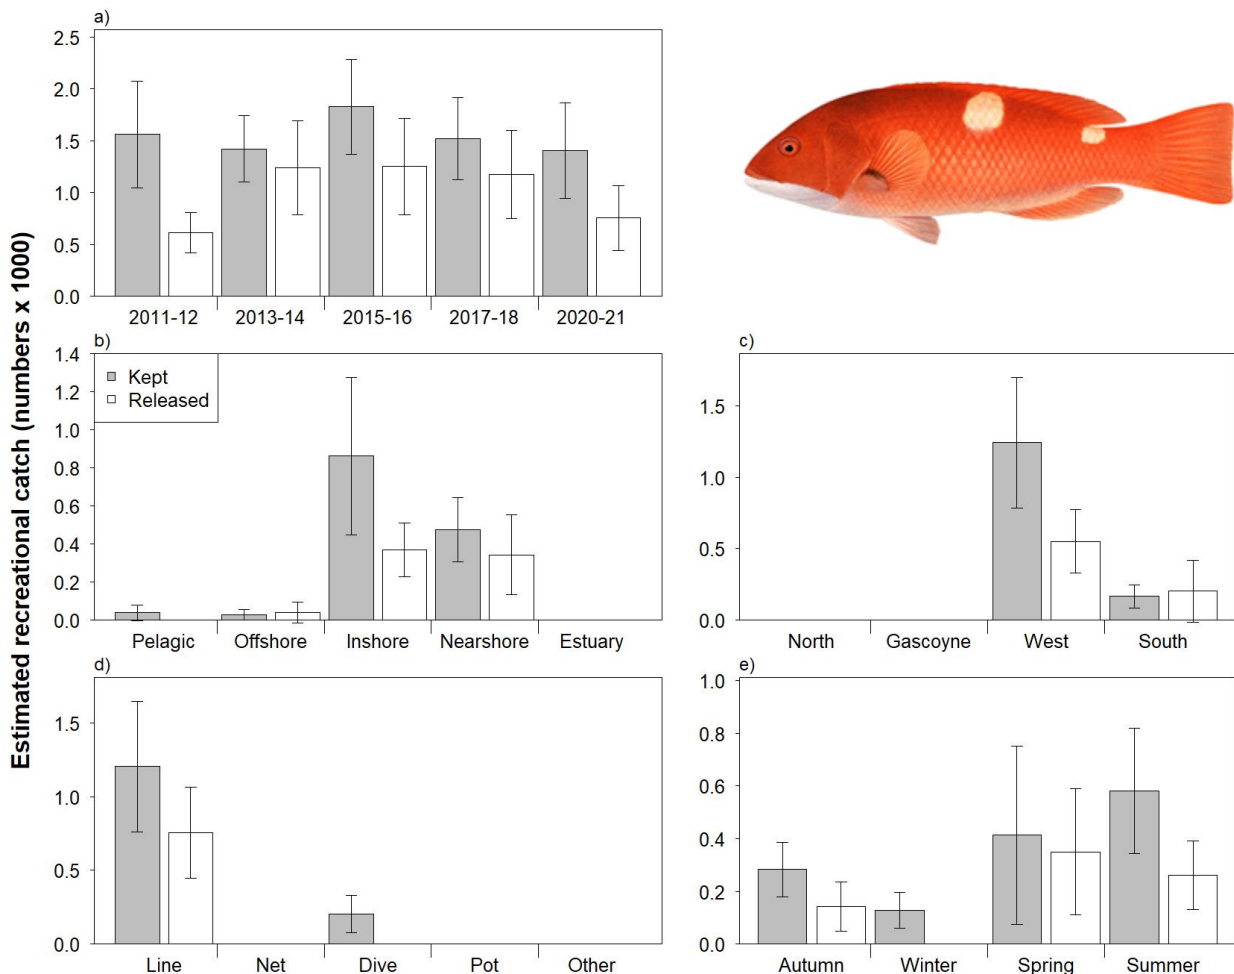 Estimated recreational catch (numbers x 1000)
a)
2.5
2.0
1.5
1.0
0.5
0.0
2011-12 2013-14 2015-16 2017-18 2020-21
b)
1.4
1.2
1.0
0.8
0.6
0.4
0.2
0.0
Kept
Released
Pelagic Offshore Inshore Nearshore Estuary
c)
1.5
1.0
0.5
0.0
North Gascoyne West South
d)
1.5
1.0
0.5
0.0
Line Net Dive Pot Other
e)
1.0
0.8
0.6
0.4
0.2
0.0
Autumn Winter Spring Summer